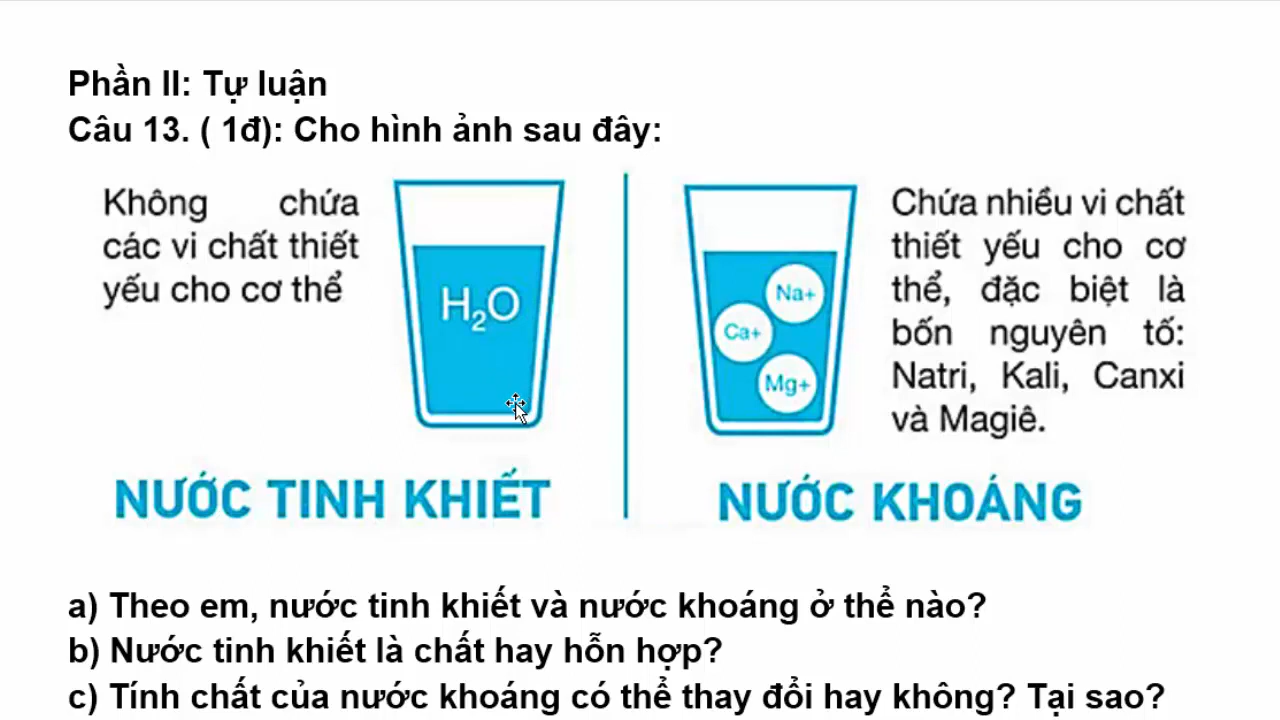 Phần II: Tự luận
Câu 13. ( 1đ): Cho hình ảnh sau đây:
Không chứa
các vi chất thiết
yếu cho cơ thể
H₂O
NƯỚC TINH KHIẾT
Na+
Ca+
Mg+
Chứa nhiều vi chất
thiết yếu cho cơ
thể, đặc biệt là
bốn nguyên tố:
Natri, Kali, Canxi
và Magiê.
NƯỚC KHOÁNG
a) Theo em, nước tinh khiết và nước khoáng ở thể nào?
b) Nước tinh khiết là chất hay hỗn hợp?
c) Tính chất của nước khoáng có thể thay đổi hay không? Tại sao?